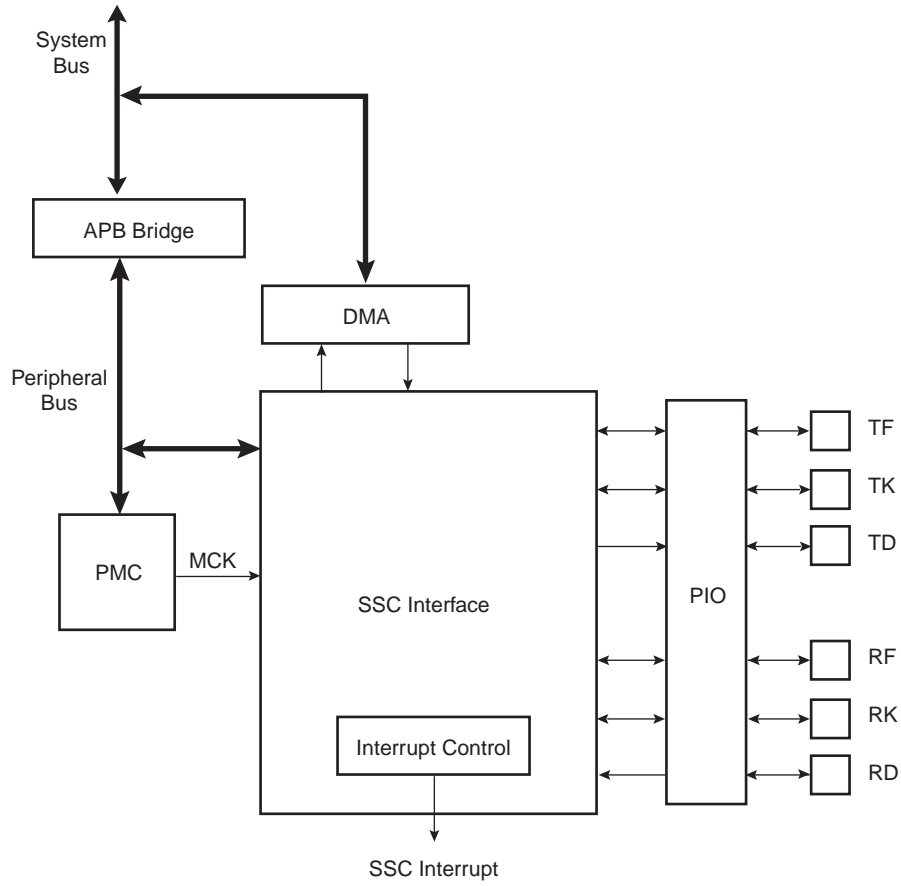 System
Bus
APB Bridge
DMA
Peripheral
Bus
TF
TK
PMC
MCK
TD
SSC Interface
PIO
RF
RK
Interrupt Control
RD
SSC Interrupt